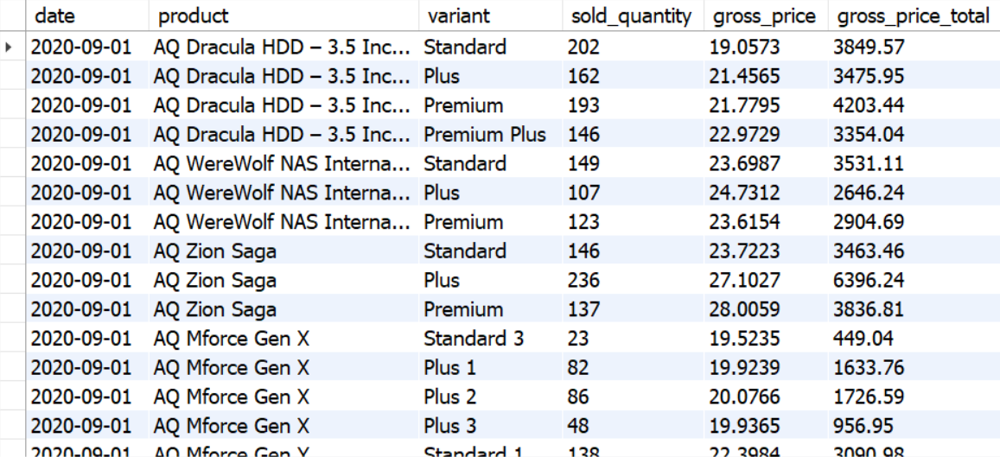 date product variant sold_quantity gross_price gross_price_total
2020-09-01 AQ Dracula HDD – 3.5 Inc... Standard 202 19.0573 3849.57
2020-09-01 AQ Dracula HDD – 3.5 Inc... Plus 162 21.4565 3475.95
2020-09-01 AQ Dracula HDD – 3.5 Inc... Premium 193 21.7795 4203.44
2020-09-01 AQ Dracula HDD – 3.5 Inc... Premium Plus 146 22.9729 3354.04
2020-09-01 AQ WereWolf NAS Interna... Standard 149 23.6987 3531.11
2020-09-01 AQ WereWolf NAS Interna... Plus 107 24.7312 2646.24
2020-09-01 AQ WereWolf NAS Interna... Premium 123 23.6154 2904.69
2020-09-01 AQ Zion Saga Standard 146 23.7223 3463.46
2020-09-01 AQ Zion Saga Plus 236 27.1027 6396.24
2020-09-01 AQ Zion Saga Premium 137 28.0059 3836.81
2020-09-01 AQ Mforce Gen X Standard 3 23 19.5235 449.04
2020-09-01 AQ Mforce Gen X Plus 1 82 19.9239 1633.76
2020-09-01 AQ Mforce Gen X Plus 2 86 20.0766 1726.59
2020-09-01 AQ Mforce Gen X Plus 3 48 19.9365 956.95
2020-09-01 AQ Mforce Gen Y Standard 1 138 22.3984 3090.98